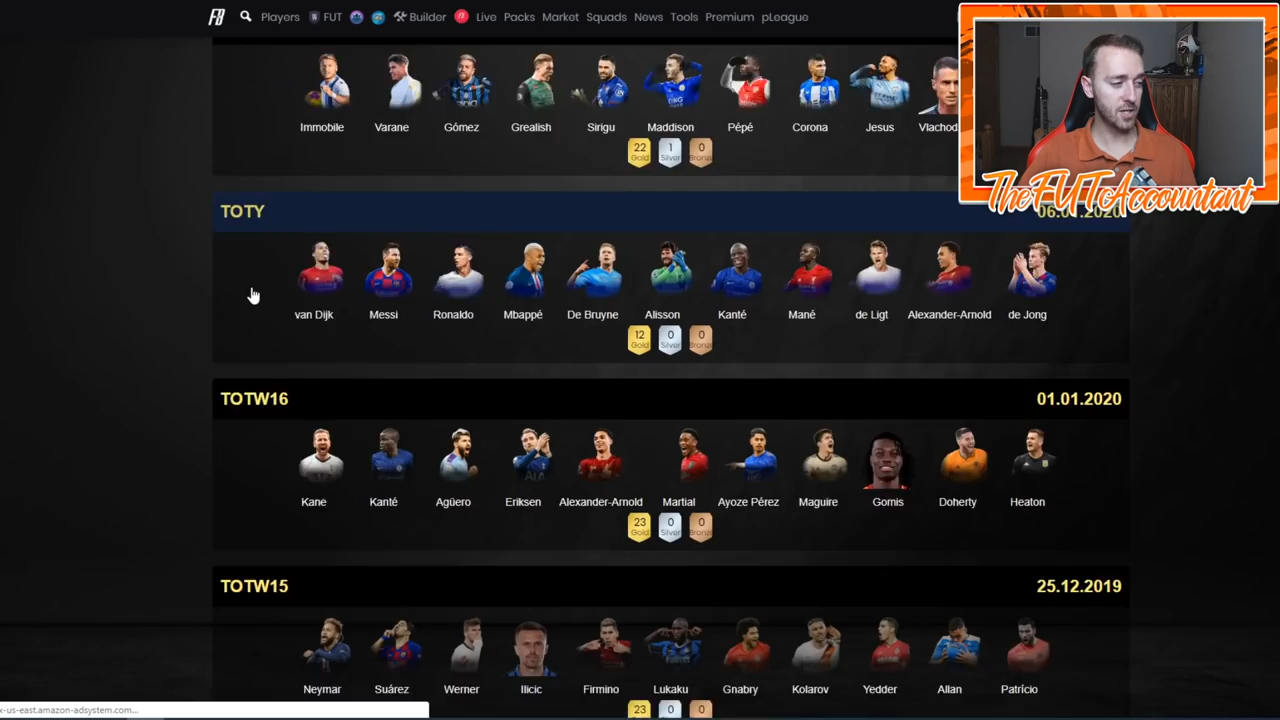 Players FUT Builder Live Packs Market Squads News Tools Premium pLeague
Immobile Varane Gómez Grealish Sirigu Maddison Pépé Corona Jesus Vlachod
22 Gold 1 Silver 0 Bronze
TheFUTAccountant
TOTY 06.01.2020
van Dijk Messi Ronaldo Mbappé De Bruyne Alisson Kanté Mané de Ligt Alexander-Arnold de Jong
12 Gold 0 Silver 0 Bronze
TOTW16 01.01.2020
Kane Kanté Agüero Eriksen Alexander-Arnold Martial Ayoze Pérez Maguire Gomis Doherty Heaton
23 Gold 0 Silver 0 Bronze
TOTW15 25.12.2019
Neymar Suárez Werner Ilicic Firmino Lukaku Gnabry Kolarov Yedder Allan Patrício
23 0 0
x-us-east.amazon-adsystem.com...